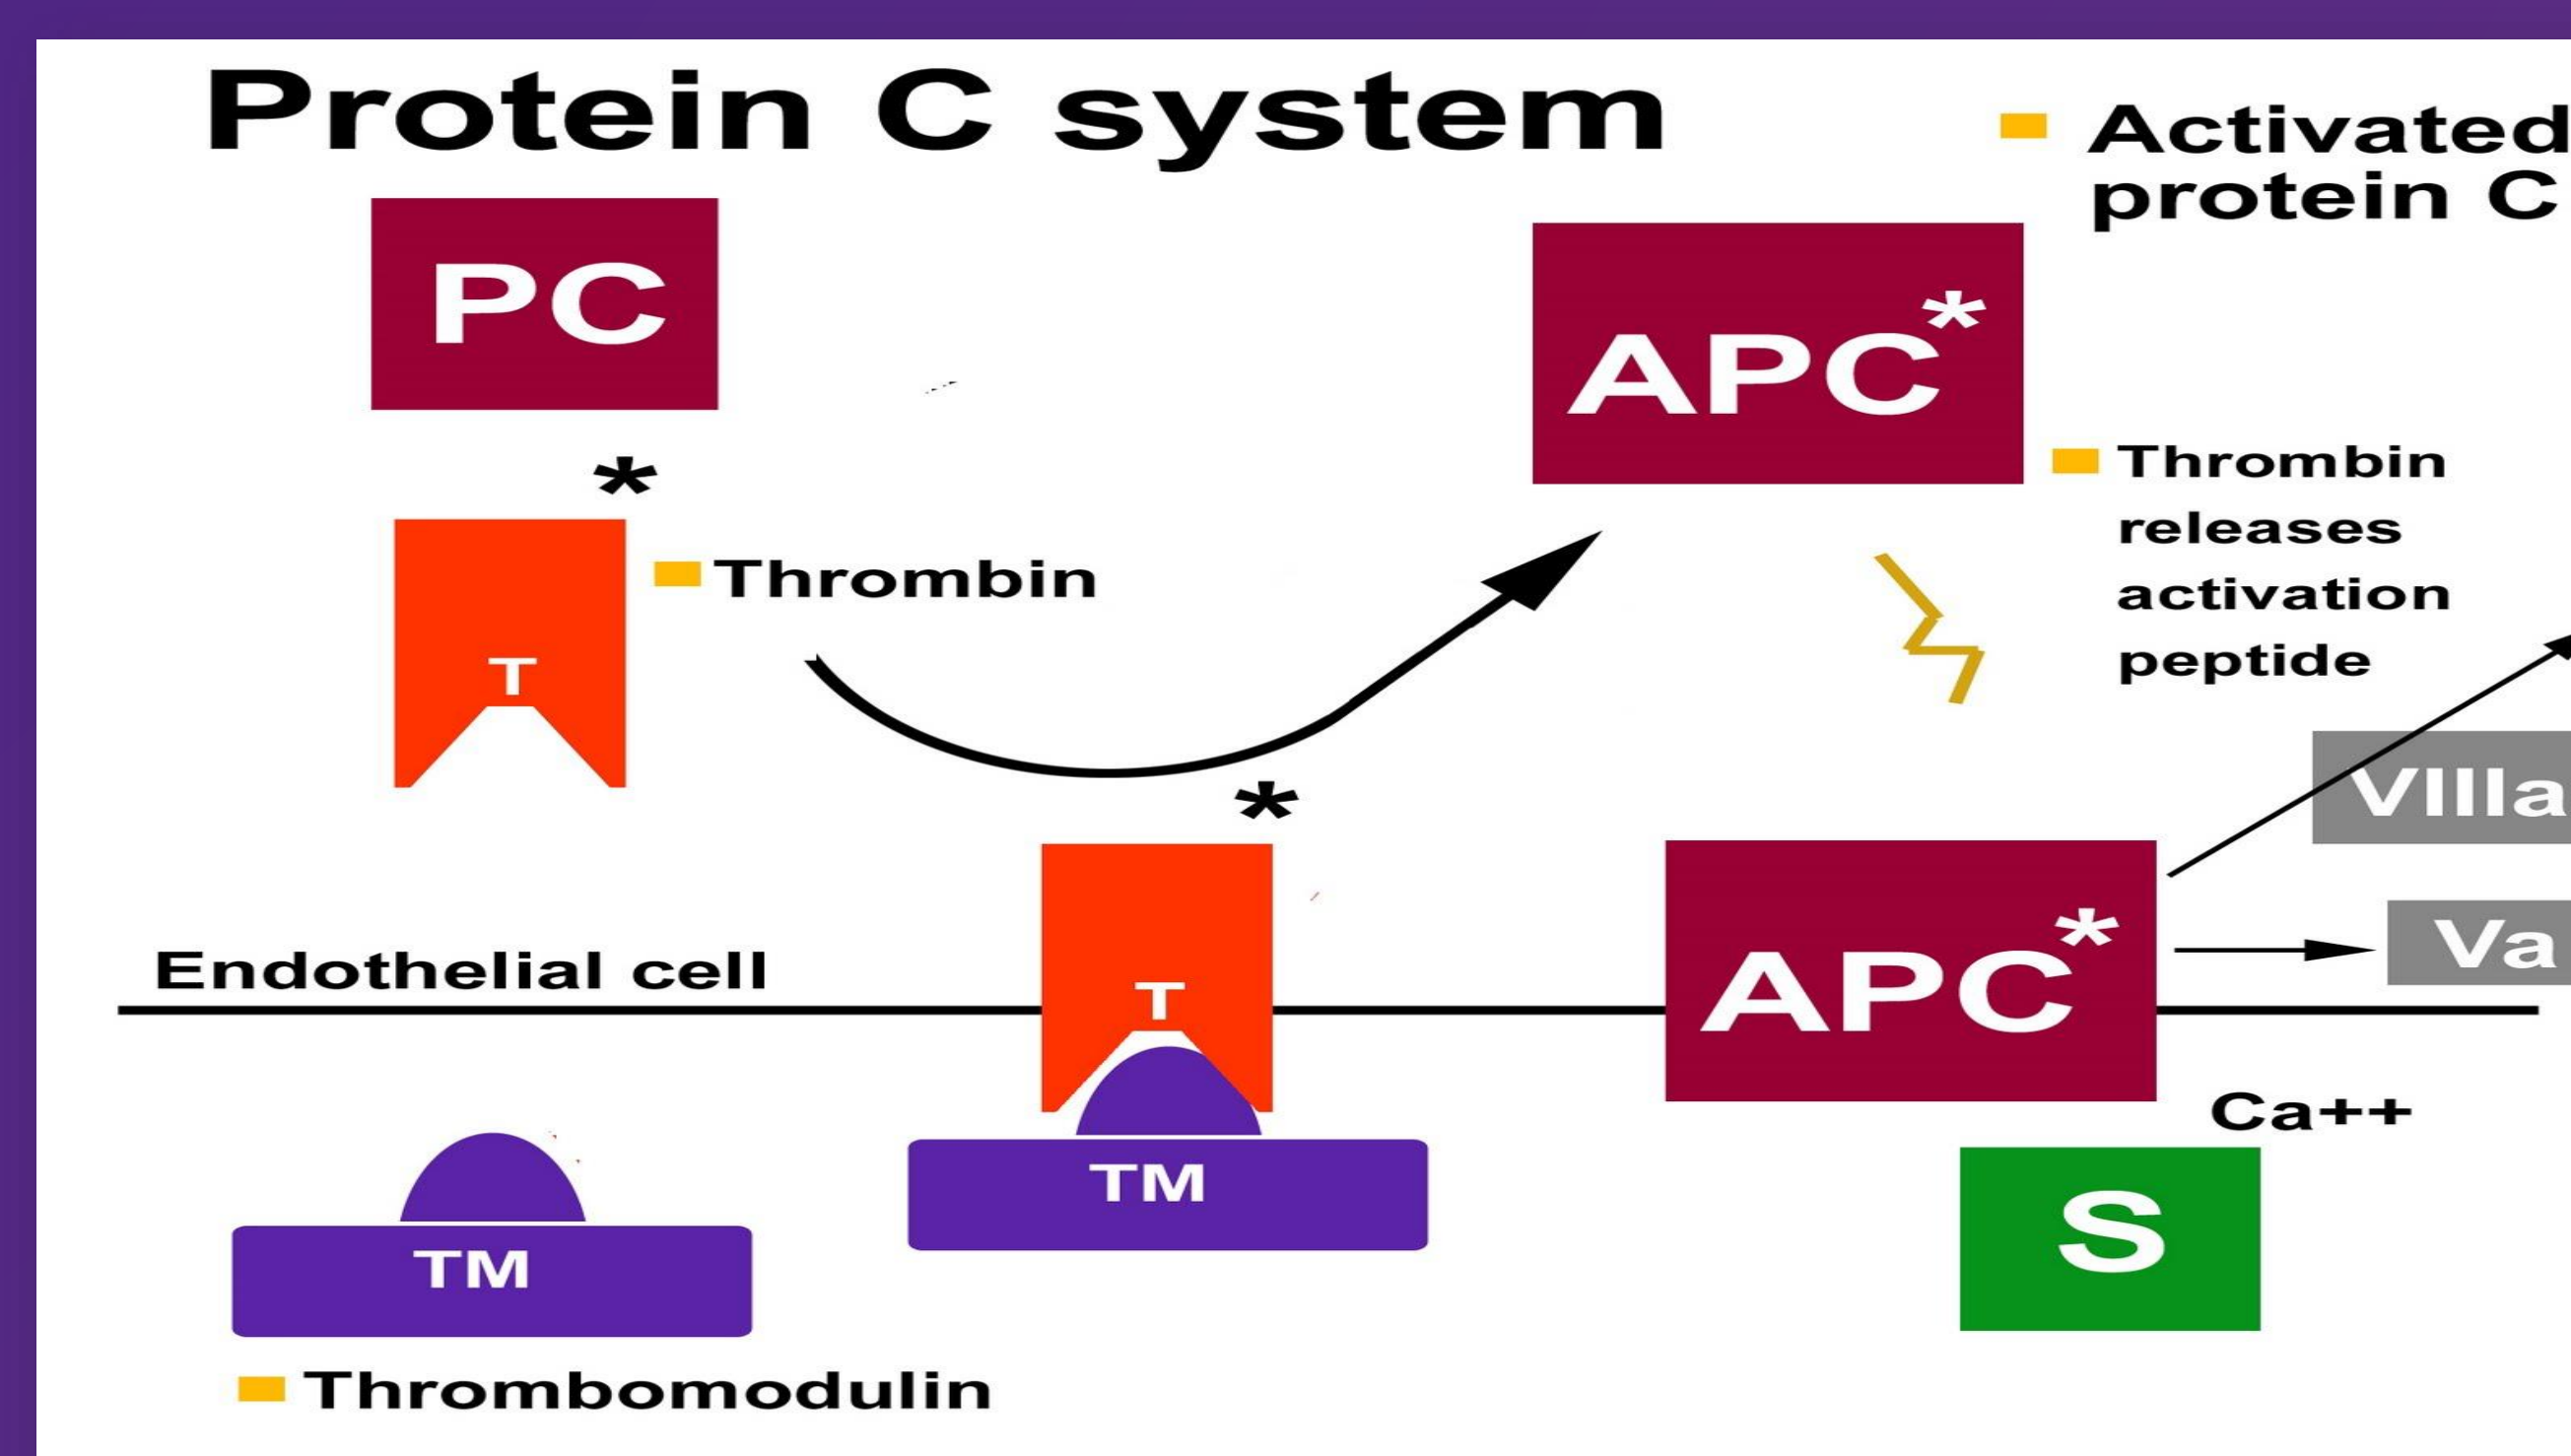 Protein C system
Activated
protein C
PC
APC*
*
Thrombin
releases
activation
peptide
T
Thrombin
VIIIa
*
T
APC*
Va
Endothelial cell
Ca++
TM
S
TM
Thrombomodulin